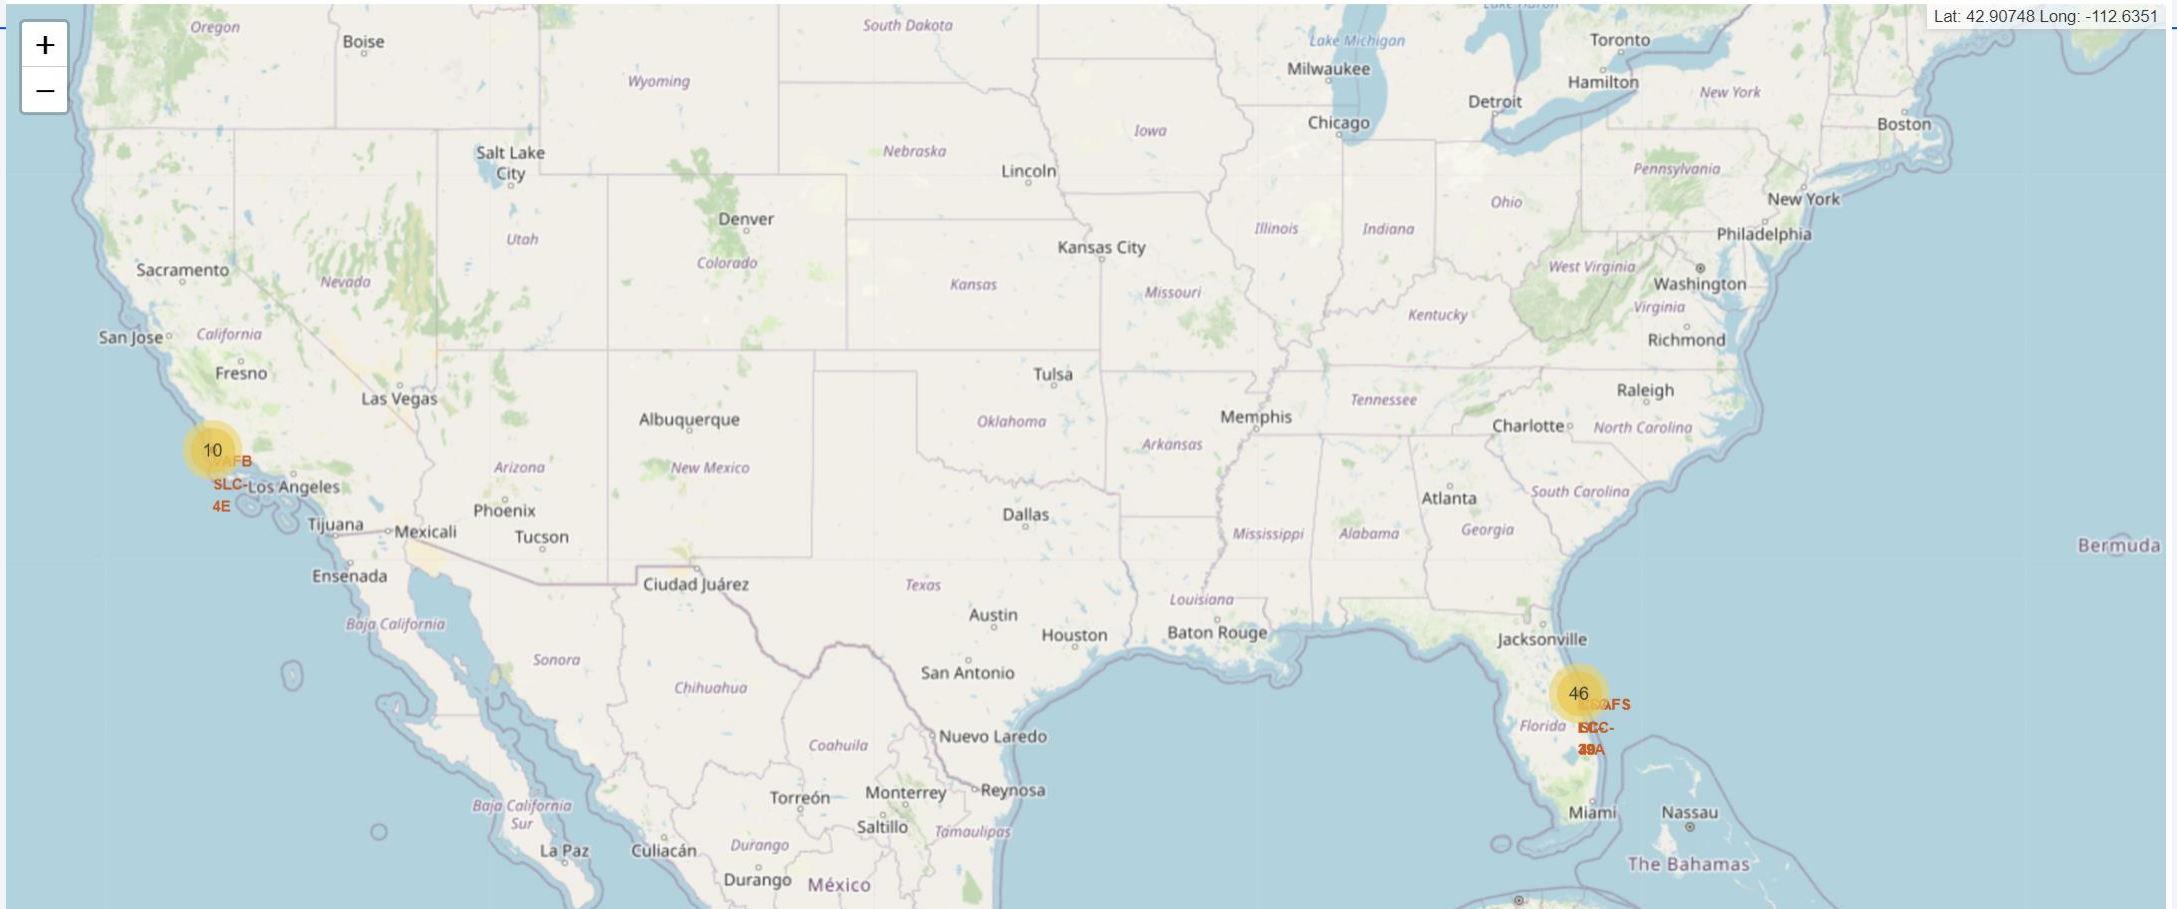 Lake Huron
Lat: 42.90748 Long: -112.6351
+
−
Oregon
Boise
South Dakota
Lake Michigan
Toronto
Milwaukee
Hamilton
Wyoming
New York
Detroit
Chicago
Boston
Iowa
Salt Lake
City
Nebraska
Lincoln
Pennsylvania
New York
Ohio
Denver
Illinois
Indiana
Philadelphia
Utah
Kansas City
Colorado
Sacramento
West Virginia
Nevada
Kansas
Missouri
Washington
Virginia
Kentucky
San Jose
California
Richmond
Fresno
Tulsa
Las Vegas
Raleigh
Tennessee
Albuquerque
Memphis
Oklahoma
Charlotte
North Carolina
Arkansas
10
VAFB
SLC-
4E
Los Angeles
Arizona
New Mexico
South Carolina
Atlanta
Phoenix
Dallas
Tijuana
Mexicali
Tucson
Mississippi
Alabama
Georgia
Bermuda
Ensenada
Ciudad Juárez
Texas
Louisiana
Austin
Baja California
Houston
Baton Rouge
Jacksonville
Sonora
San Antonio
Chihuahua
46
Florida
Coahuila
Nuevo Laredo
Torreón
Monterrey
Reynosa
Baja California
Sur
Saltillo
Tamaulipas
Miami
Nassau
La Paz
Culiacán
Durango
The Bahamas
Durango
México